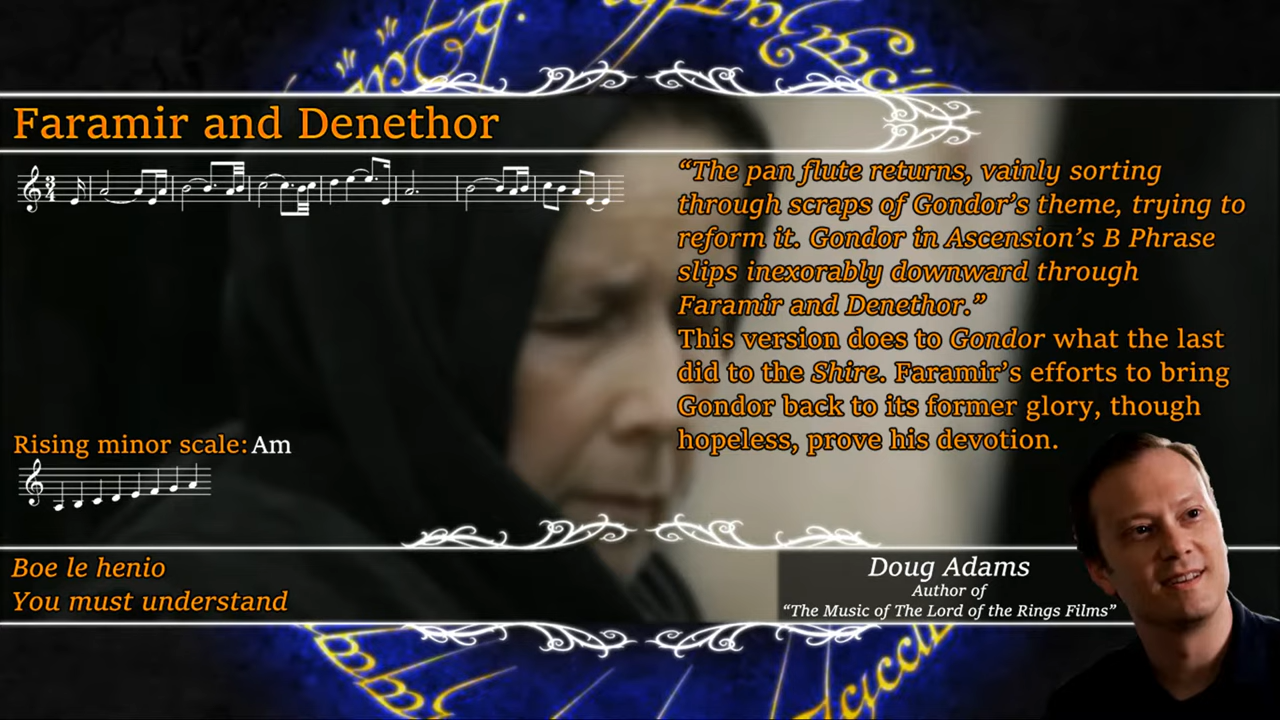 Faramir and Denethor
“The pan flute returns, vainly sorting
through scraps of Gondor’s theme, trying to
reform it. Gondor in Ascension’s B Phrase
slips inexorably downward through
Faramir and Denethor.”
This version does to Gondor what the last
did to the Shire. Faramir’s efforts to bring
Gondor back to its former glory, though
hopeless, prove his devotion.
Rising minor scale: Am
Boe le henio
You must understand
Doug Adams
Author of
“The Music of The Lord of the Rings Films”